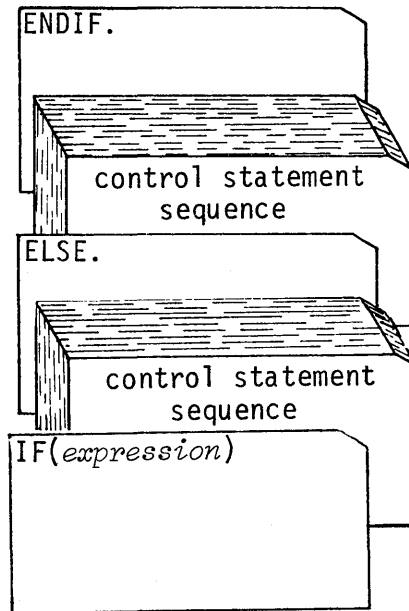 ENDIF.
control statement
sequence
ELSE.
control statement
sequence
IF(expression)